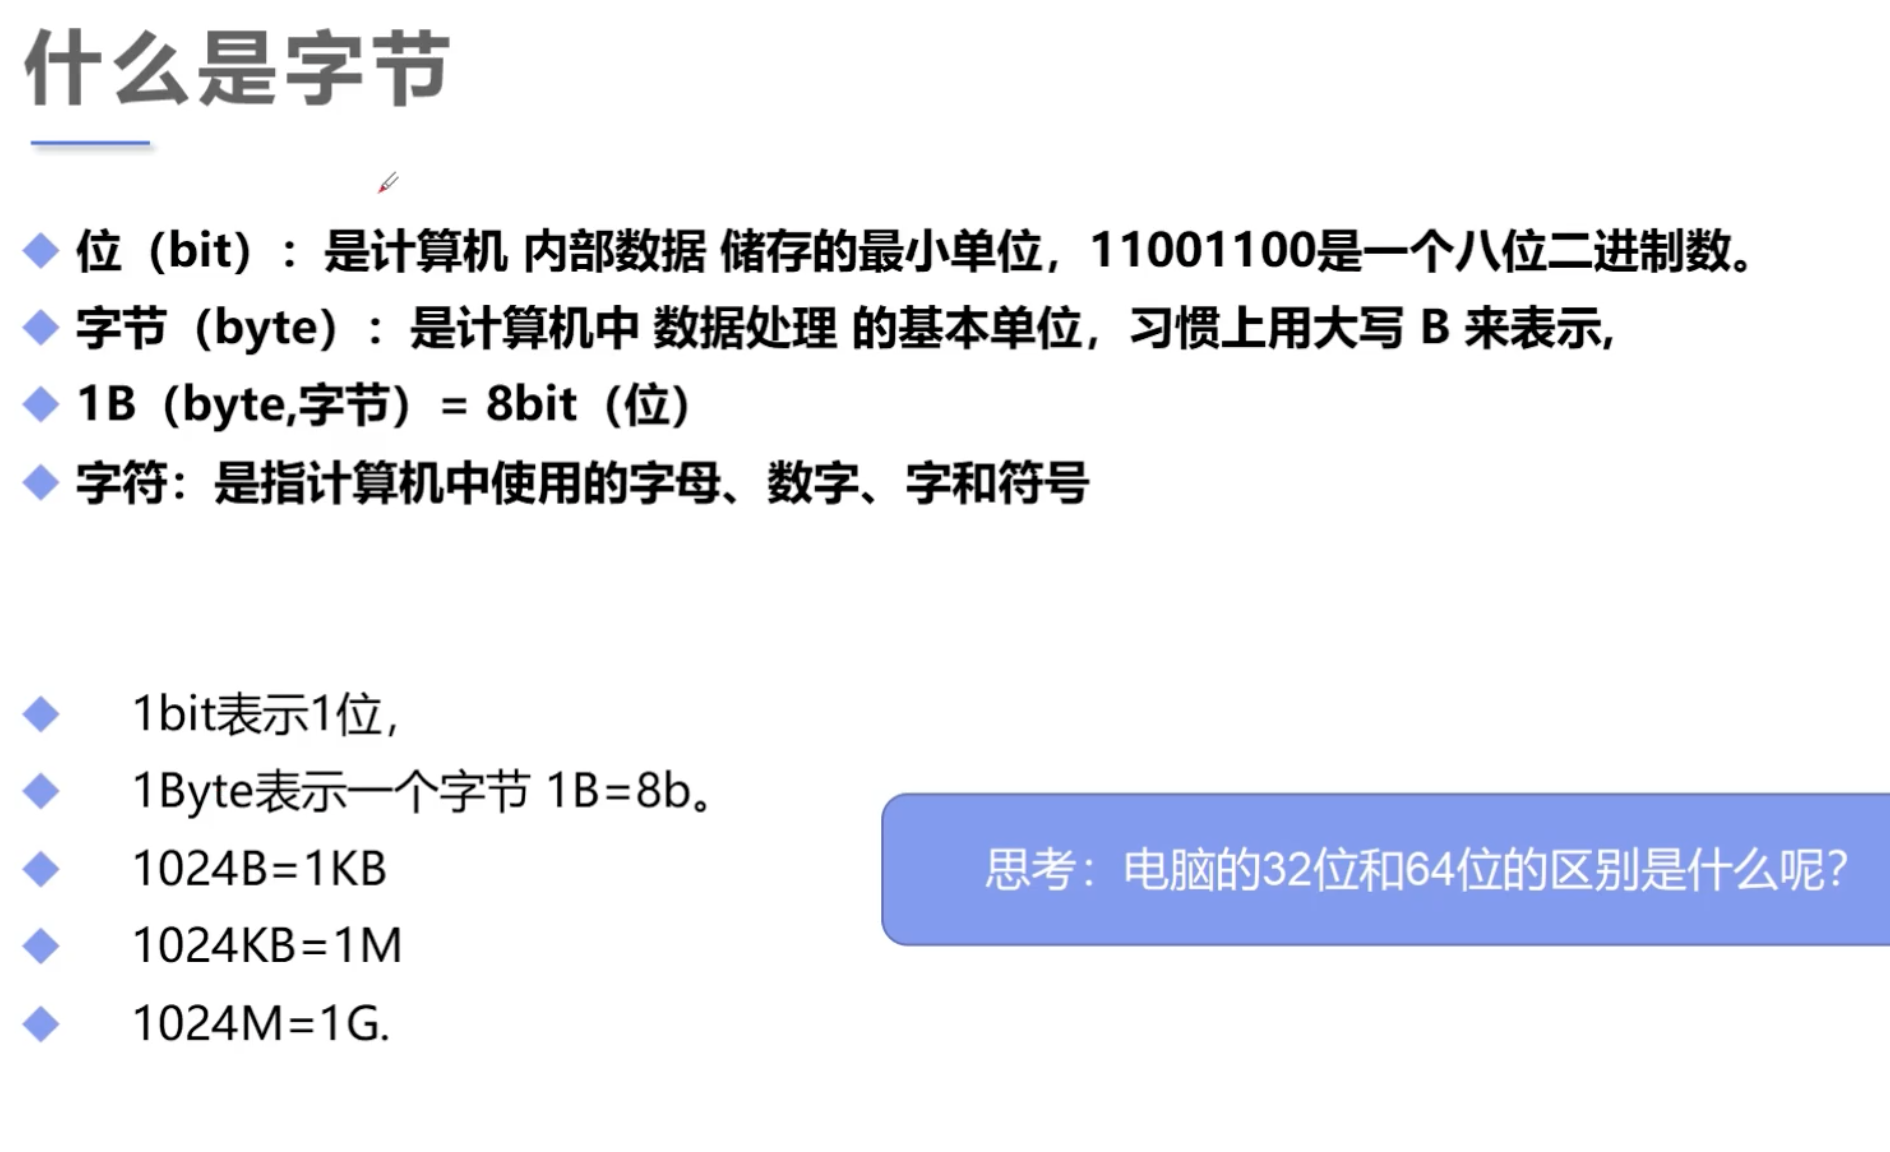 什么是字节
位（bit）：是计算机 内部数据 储存的最小单位，11001100是一个八位二进制数。
字节（byte）：是计算机中 数据处理 的基本单位，习惯上用大写 B 来表示,
1B（byte,字节）= 8bit（位）
字符：是指计算机中使用的字母、数字、字和符号
1bit表示1位,
1Byte表示一个字节 1B=8b。
1024B=1KB
1024KB=1M
1024M=1G.
思考：电脑的32位和64位的区别是什么呢？